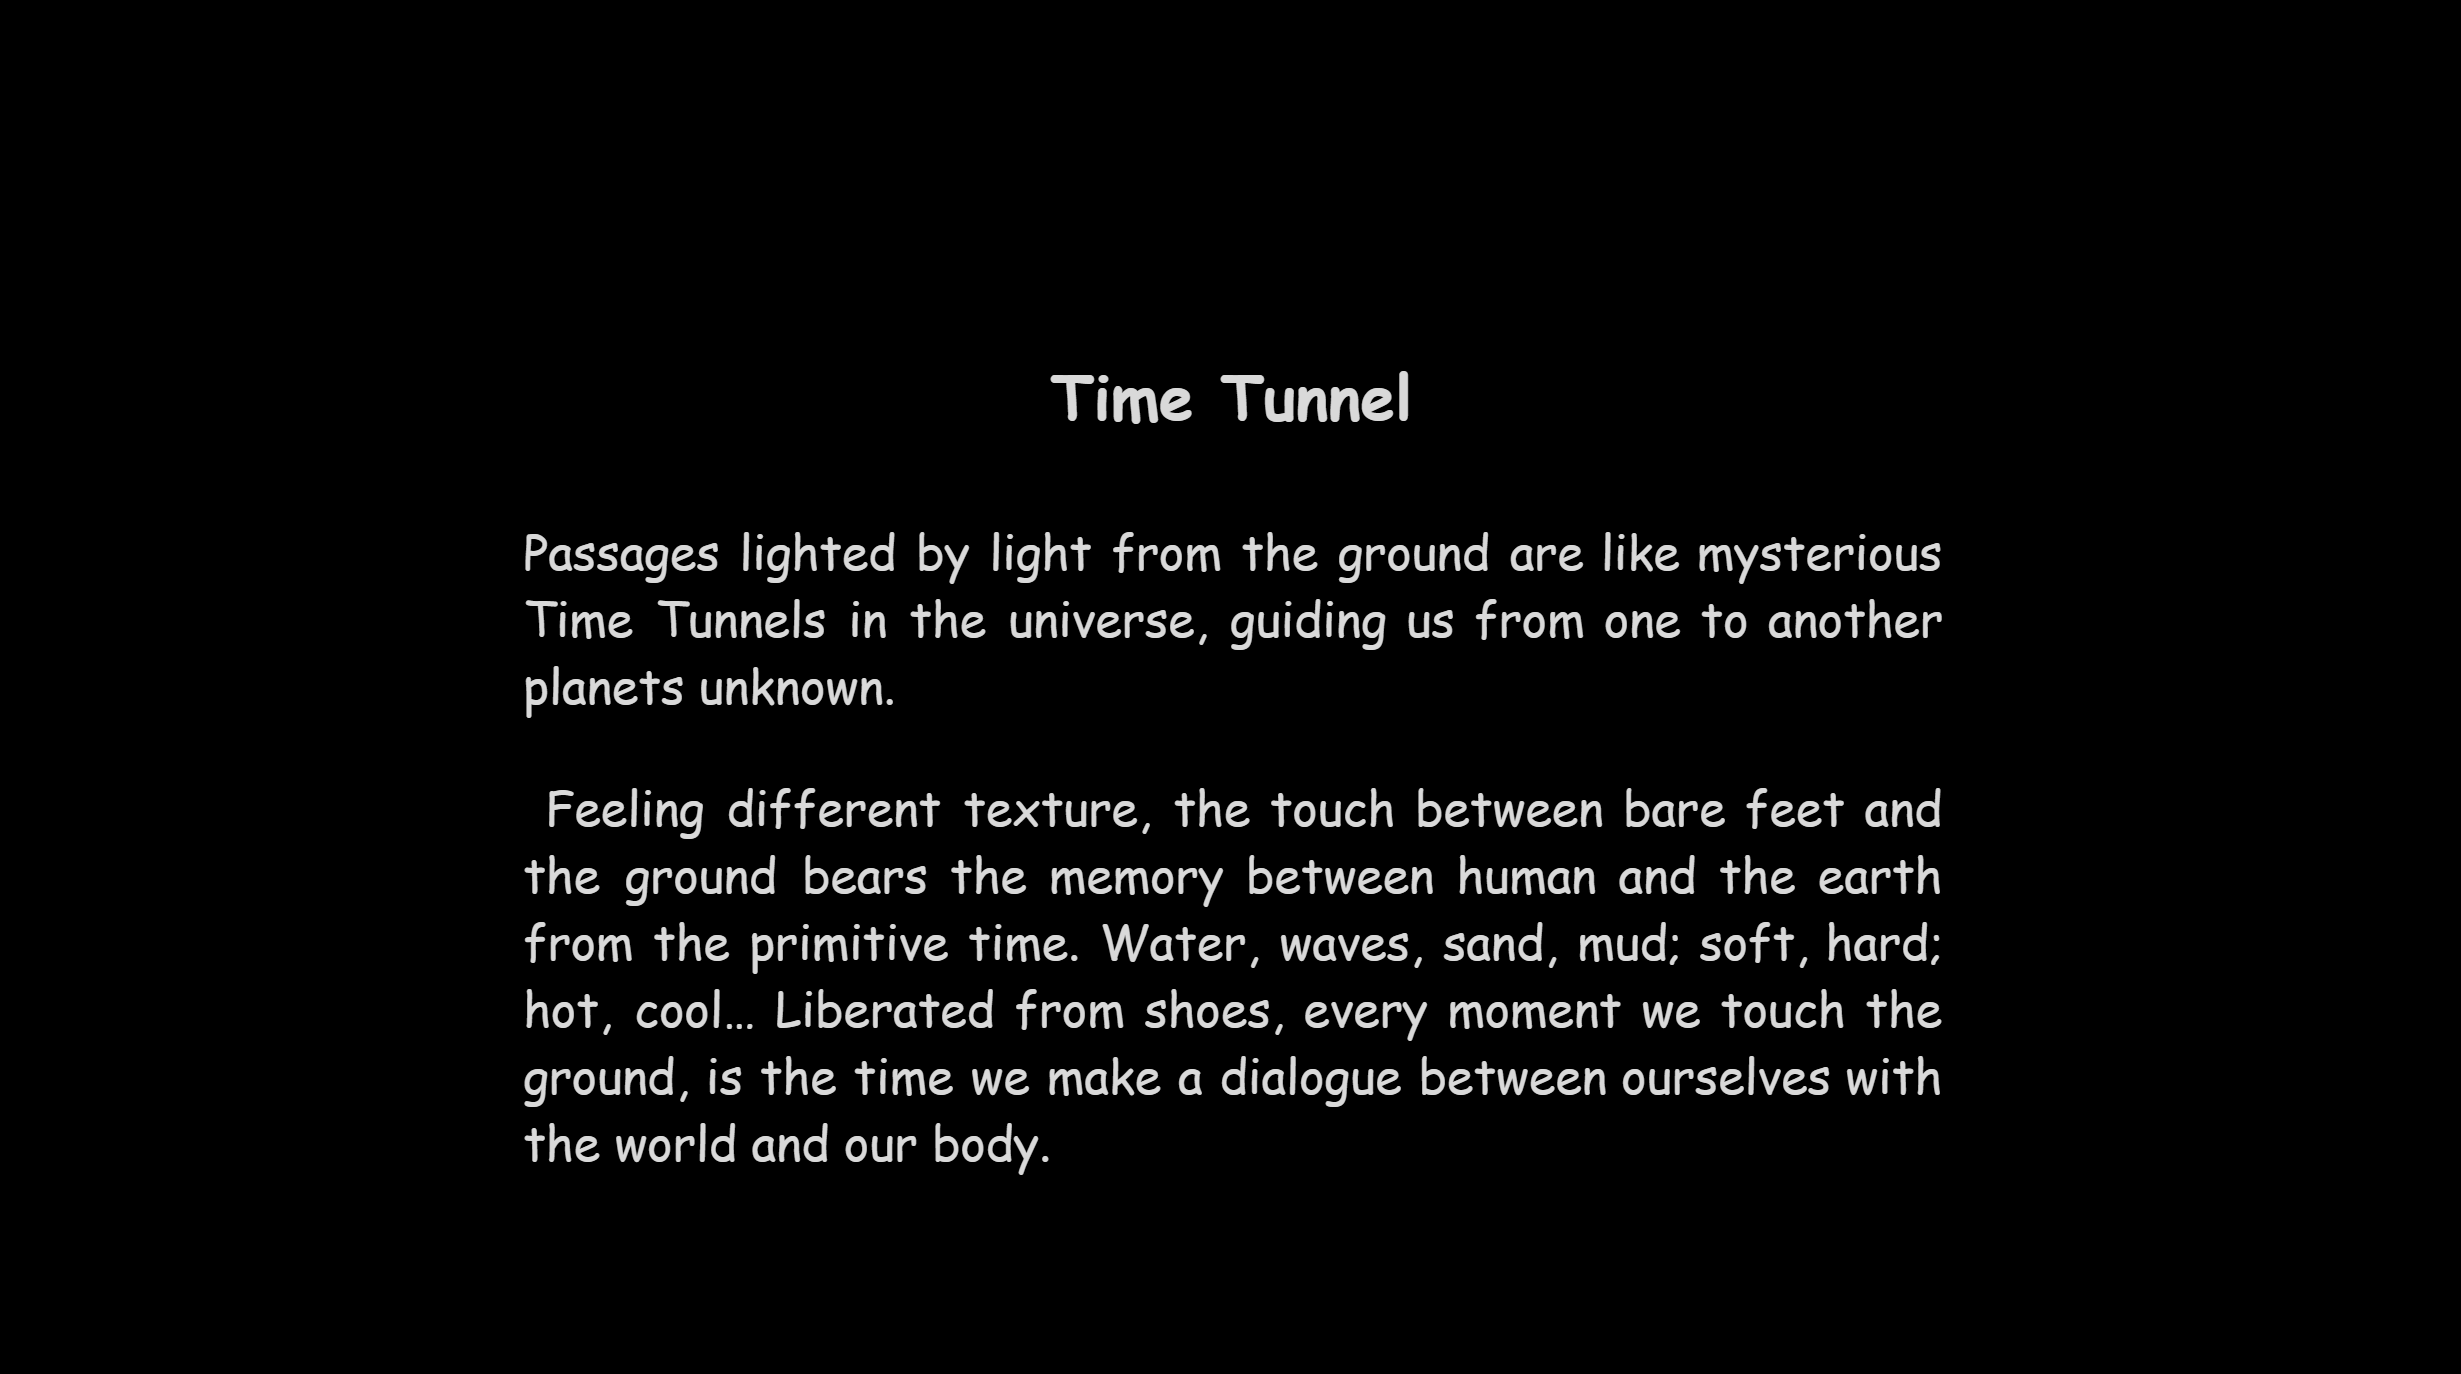 Time Tunnel
Passages lighted by light from the ground are like mysterious
Time Tunnels in the universe, guiding us from one to another
planets unknown.
Feeling different texture, the touch between bare feet and
the ground bears the memory between human and the earth
from the primitive time. Water, waves, sand, mud; soft, hard;
hot, cool… Liberated from shoes, every moment we touch the
ground, is the time we make a dialogue between ourselves with
the world and our body.